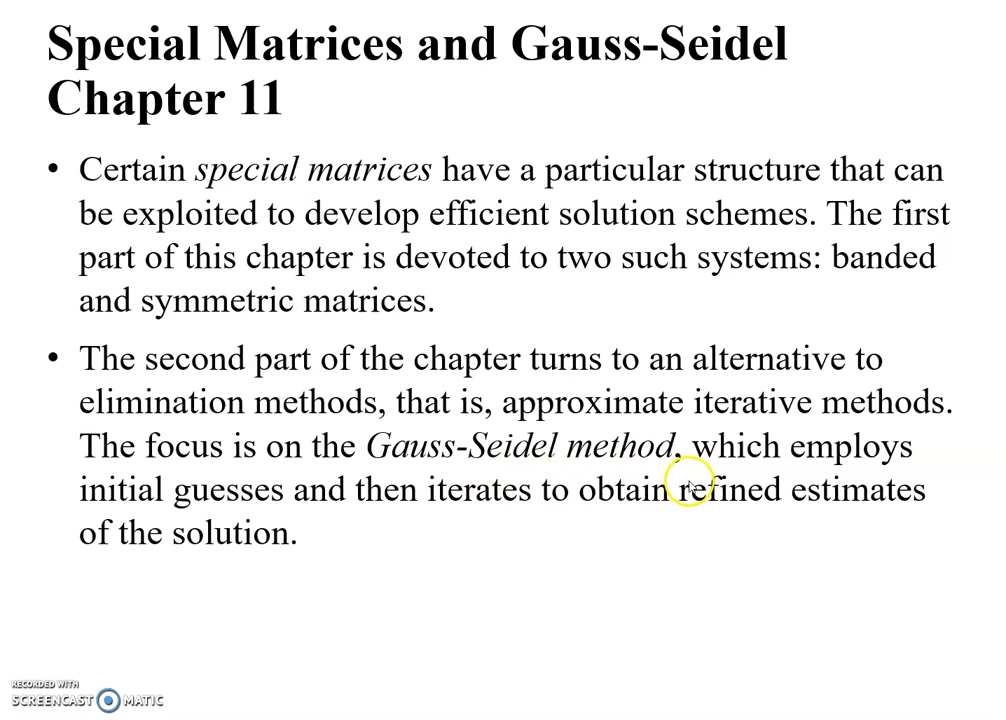 Special Matrices and Gauss-Seidel
Chapter 11
• Certain special matrices have a particular structure that can
be exploited to develop efficient solution schemes. The first
part of this chapter is devoted to two such systems: banded
and symmetric matrices.
• The second part of the chapter turns to an alternative to
elimination methods, that is, approximate iterative methods.
The focus is on the Gauss-Seidel method, which employs
initial guesses and then iterates to obtain refined estimates
of the solution.
RECORDED WITH
SCREENCAST MATIC